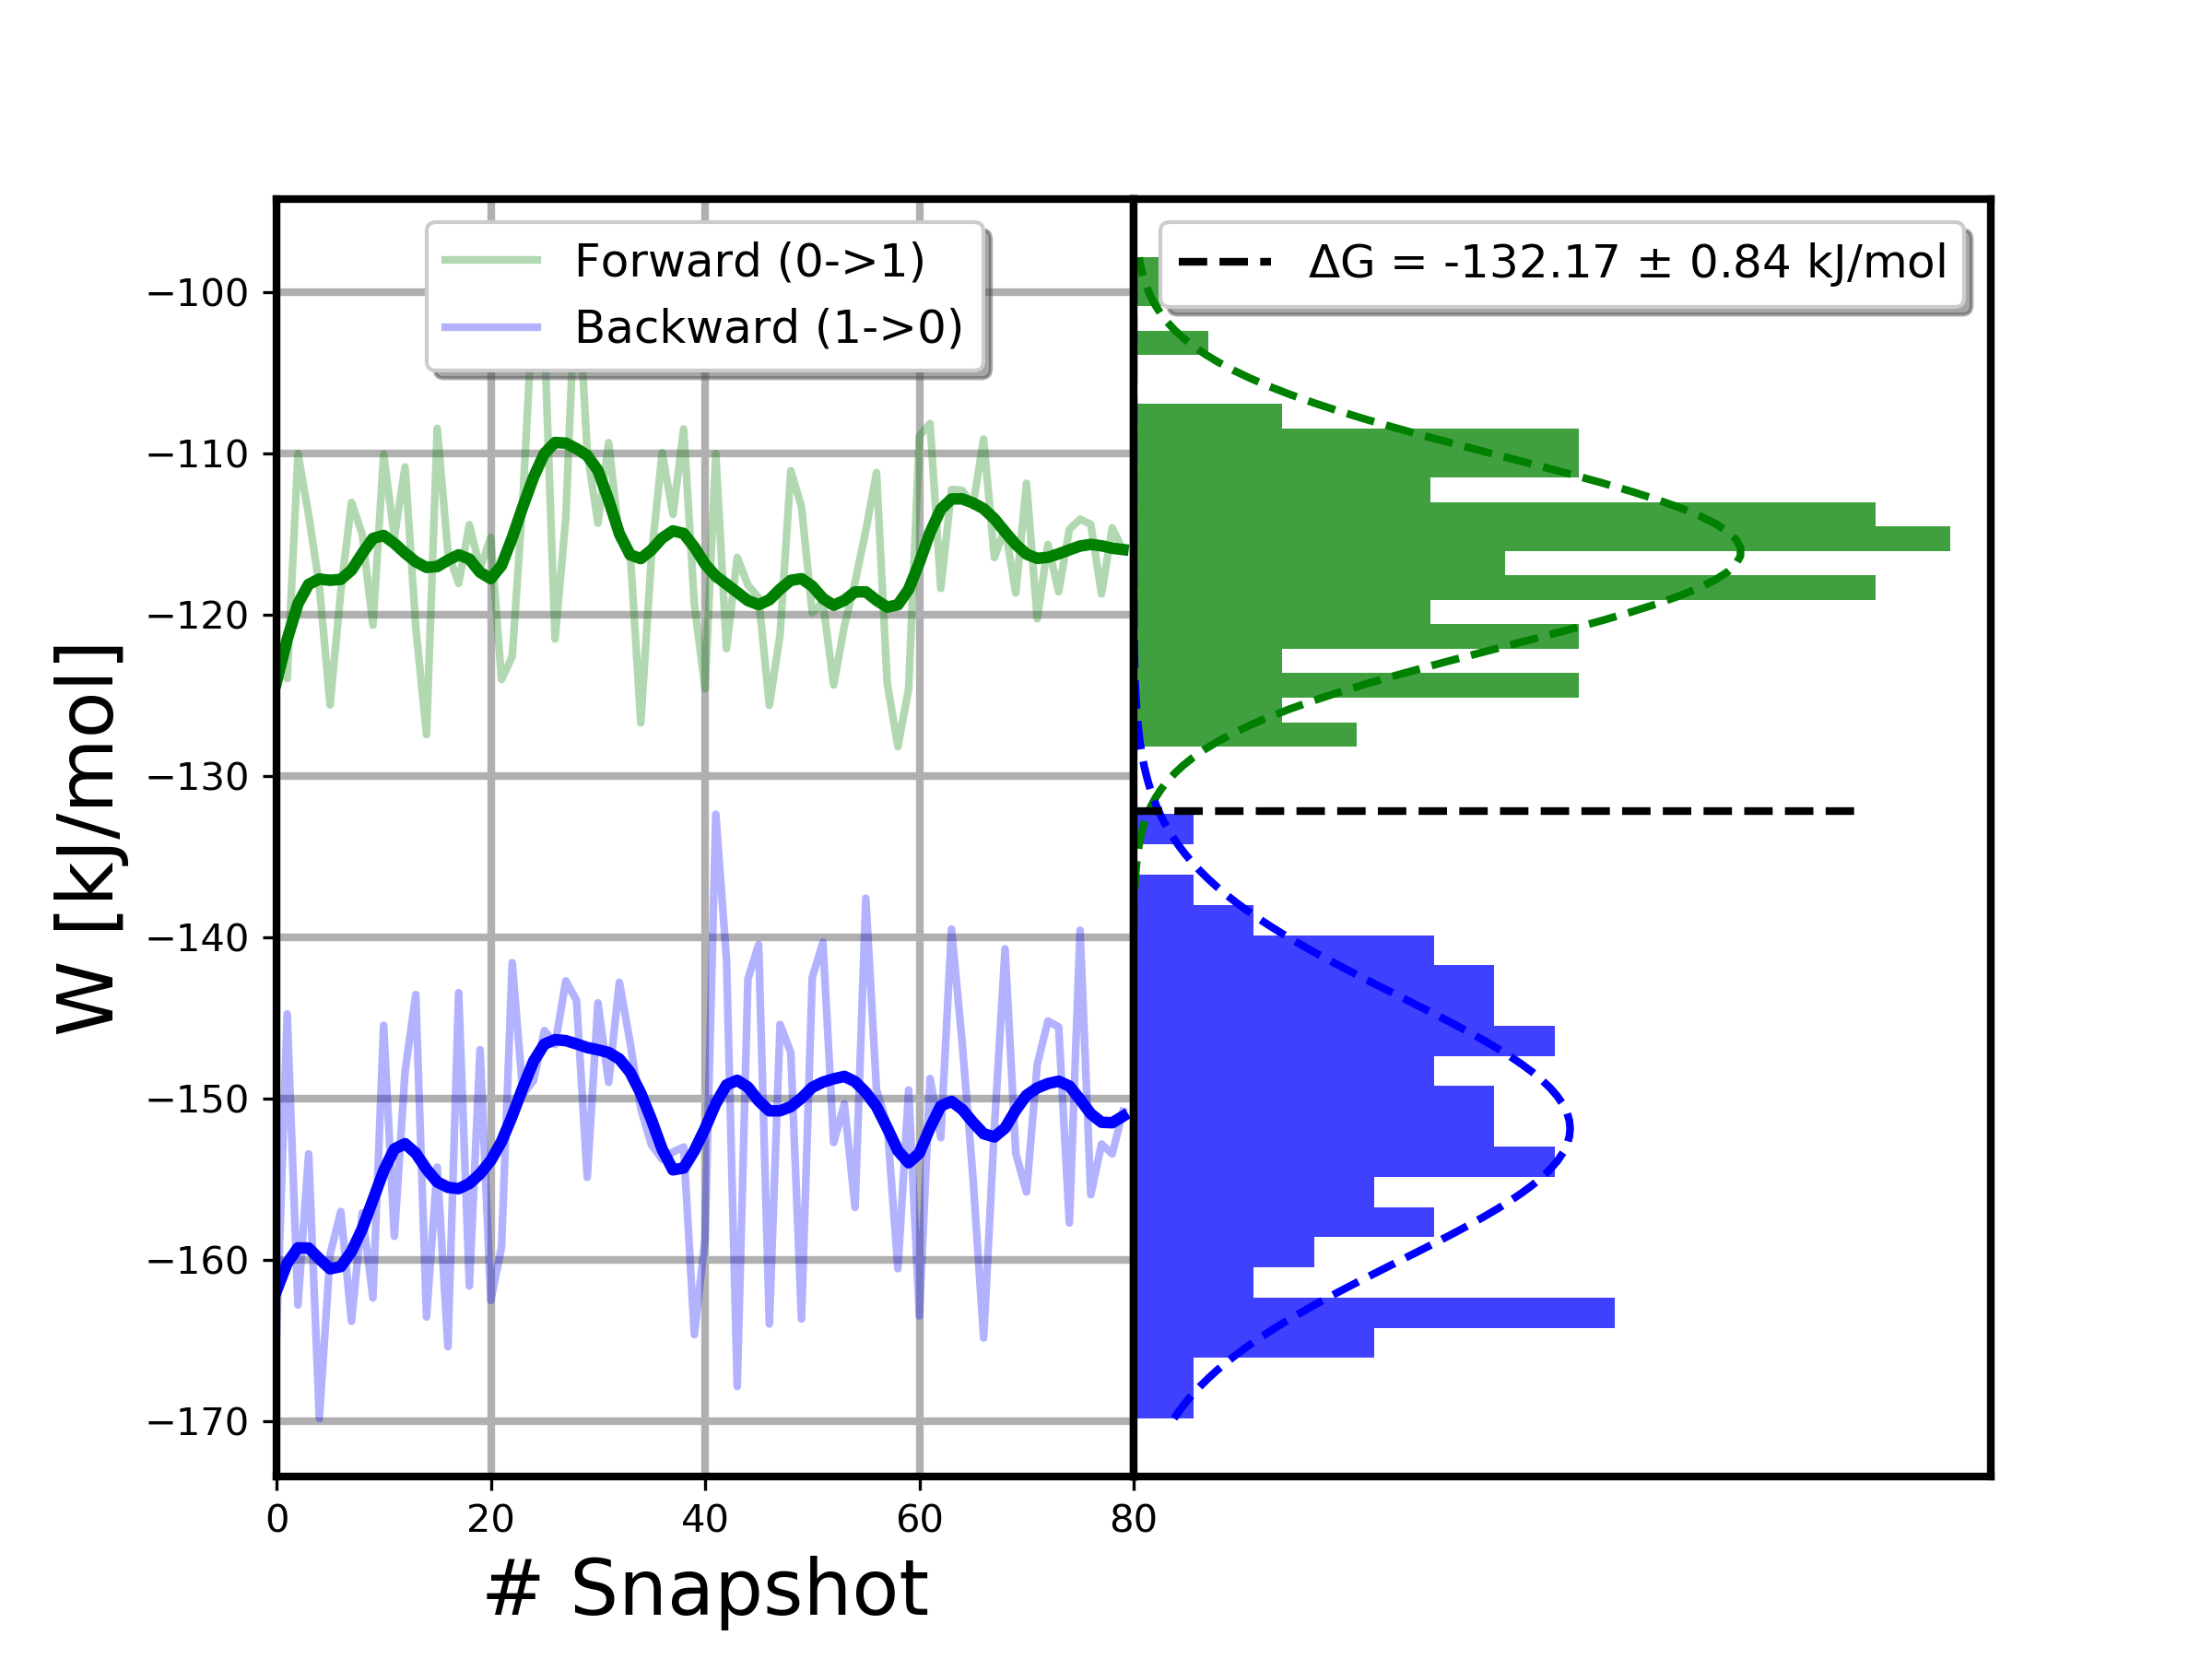 Forward (0->1)
Backward (1->0)
ΔG = -132.17 ± 0.84 kJ/mol
W [kJ/mol]
−100
−110
−120
−130
−140
−150
−160
−170
0 20 40 60 80
# Snapshot